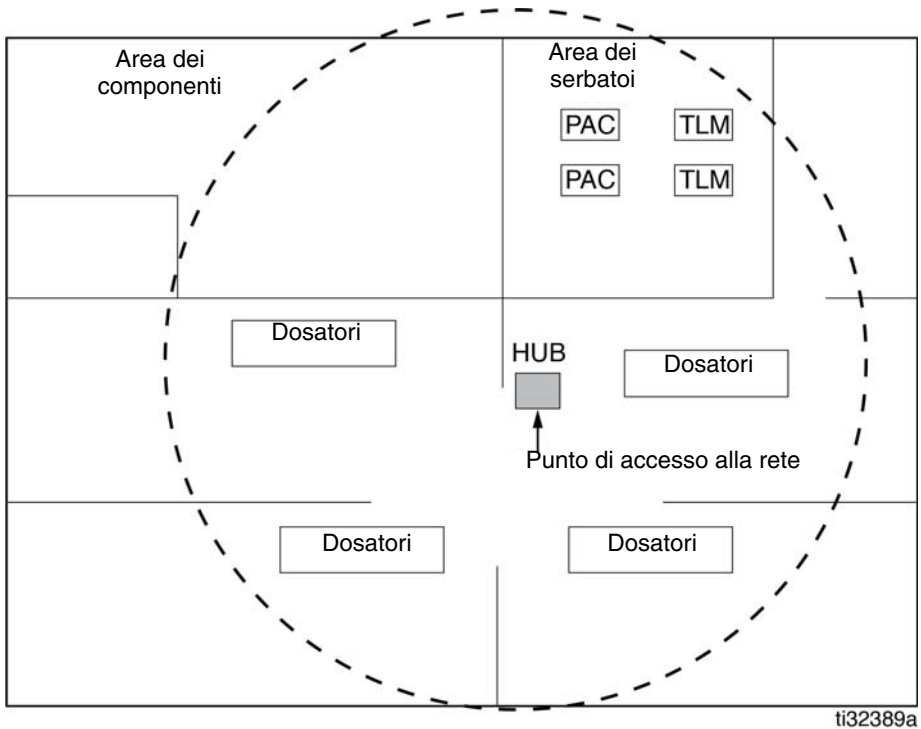 Area dei
componenti
Area dei
serbatoi
PAC
TLM
PAC
TLM
Dosatori
HUB
Dosatori
Punto di accesso alla rete
Dosatori
Dosatori
ti32389a